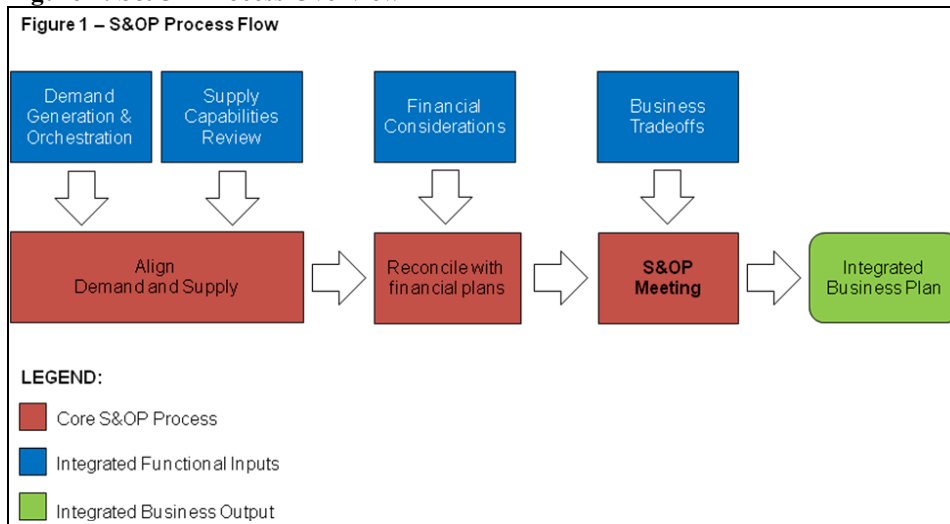 Figure 1 – S&OP Process Flow
Demand
Generation &
Orchestration
Supply
Capabilities
Review
Financial
Considerations
Business
Tradeoffs
Align
Demand and Supply
Reconcile with
financial plans
S&OP
Meeting
Integrated
Business Plan
LEGEND:
Core S&OP Process
Integrated Functional Inputs
Integrated Business Output